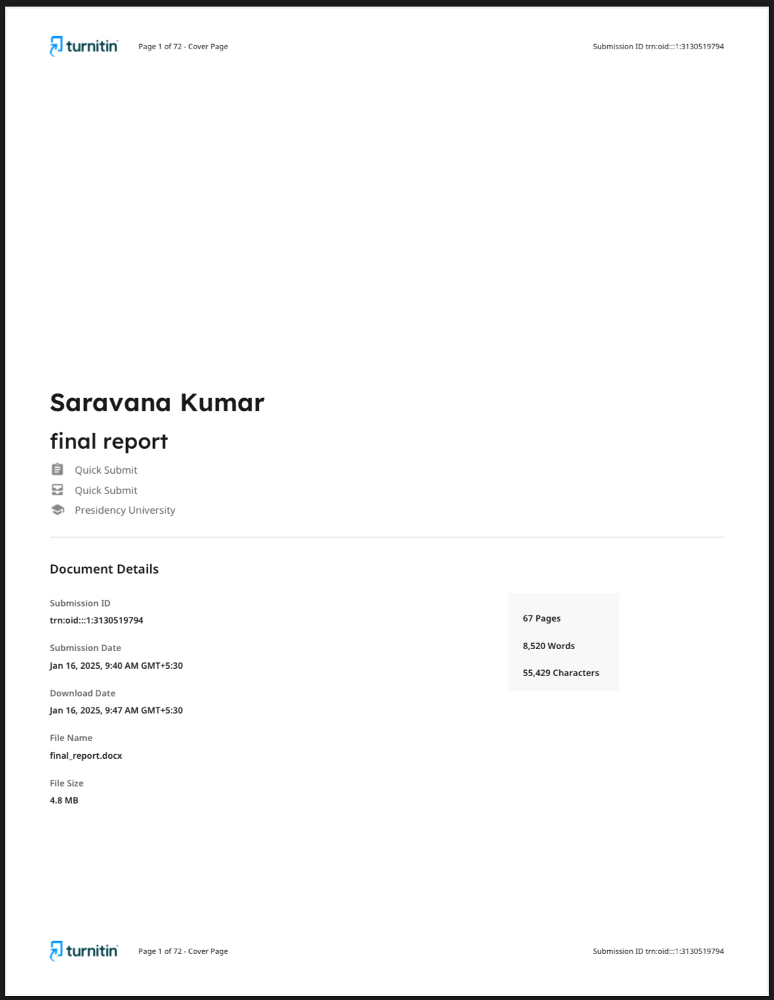 turnitin Page 1 of 72 - Cover Page Submission ID trn:oid:::1:3130519794
Saravana Kumar
final report
Quick Submit
Quick Submit
Presidency University
Document Details
Submission ID
trn:oid:::1:3130519794
Submission Date
Jan 16, 2025, 9:40 AM GMT+5:30
Download Date
Jan 16, 2025, 9:47 AM GMT+5:30
File Name
final_report.docx
File Size
4.8 MB
67 Pages
8,520 Words
55,429 Characters
turnitin Page 1 of 72 - Cover Page Submission ID trn:oid:::1:3130519794